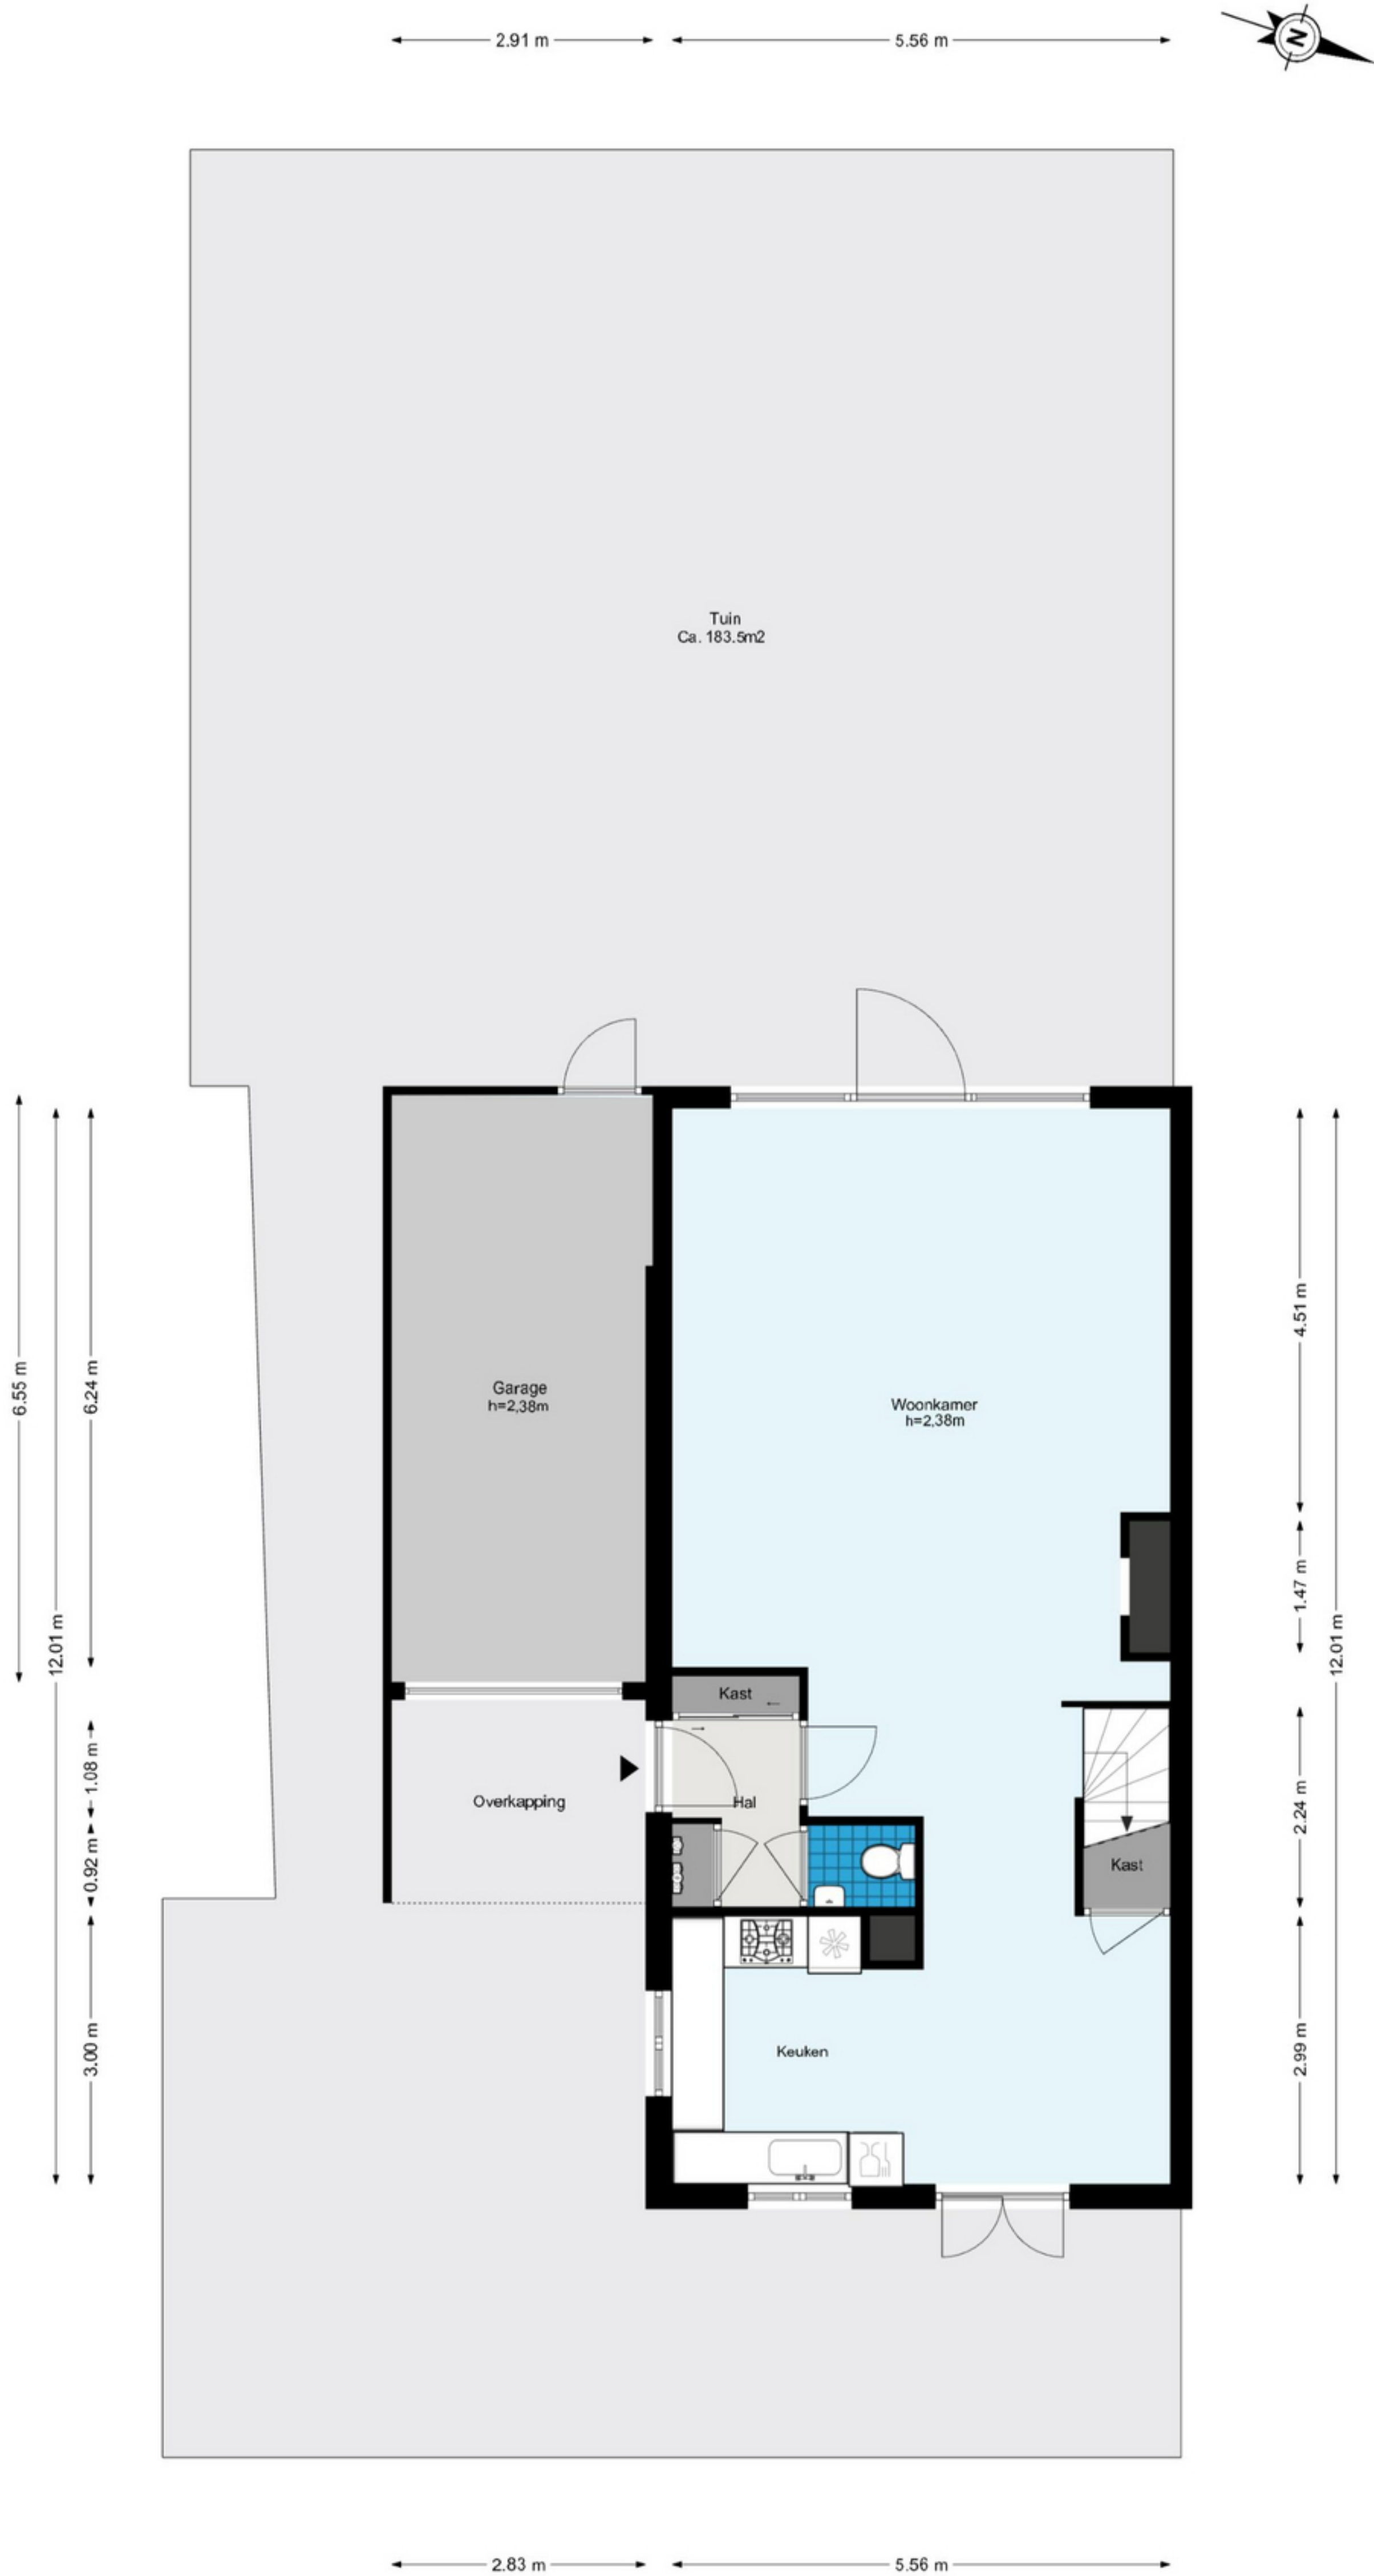 2.91 m
5.56 m
N
Tuin
Ca. 183.5m2
6.55 m
12.01 m
6.24 m
4.51 m
Garage
h=2,38m
Woonkamer
h=2,38m
1.47 m
12.01 m
Kast
1.08 m
Overkapping
Hal
2.24 m
0.92 m
Kast
3.00 m
Keuken
2.99 m
2.83 m
5.56 m